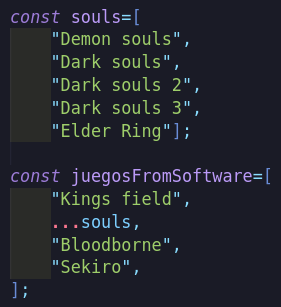 const souls=[
"Demon souls",
"Dark souls",
"Dark souls 2",
"Dark souls 3",
"Elder Ring"];
const juegosFromSoftware=[
"Kings field",
...souls,
"Bloodborne",
"Sekiro",
];